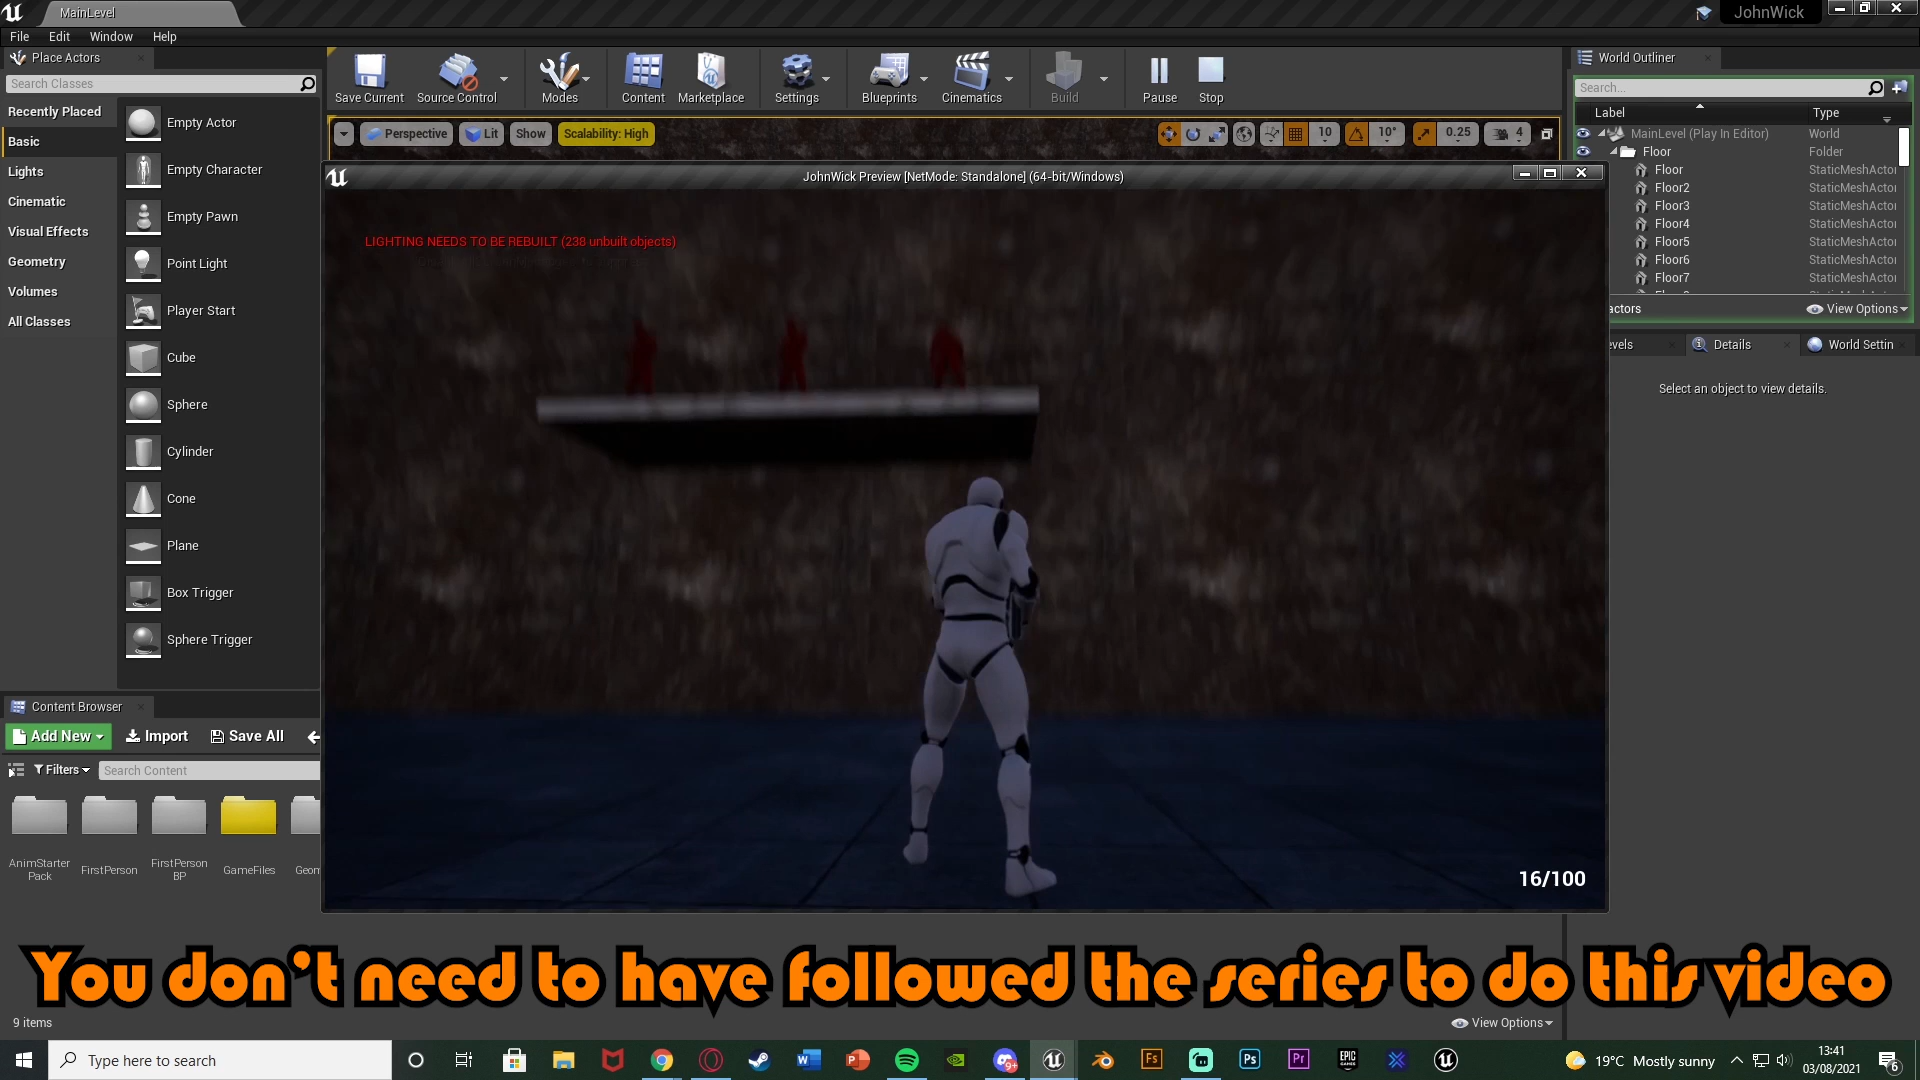 MainLevel
JohnWick
File Edit Window Help
Place Actors
Search Classes
Recently Placed
Basic
Lights
Cinematic
Visual Effects
Geometry
Volumes
All Classes
Empty Actor
Empty Character
Empty Pawn
Point Light
Player Start
Cube
Sphere
Cylinder
Cone
Plane
Box Trigger
Sphere Trigger
Save Current Source Control Modes Content Marketplace Settings Blueprints Cinematics Build Pause Stop
Perspective Lit Show Scalability: High 10 10° 0.25 4
JohnWick Preview [NetMode: Standalone] (64-bit/Windows)
LIGHTING NEEDS TO BE REBUILT (238 unbuilt objects)
16/100
World Outliner
Search...
Label Type
MainLevel (Play In Editor) World
Floor Folder
Floor StaticMeshActor
Floor2 StaticMeshActor
Floor3 StaticMeshActor
Floor4 StaticMeshActor
Floor5 StaticMeshActor
Floor6 StaticMeshActor
Floor7 StaticMeshActor
actors View Options
evels Details World Settin
Select an object to view details.
Content Browser
Add New Import Save All
Filters Search Content
AnimStarter
Pack
FirstPerson
FirstPerson
BP
GameFiles
Geom
You don't need to have followed the series to do this video
9 items View Options
Type here to search
19°C Mostly sunny
13:41
03/08/2021
6